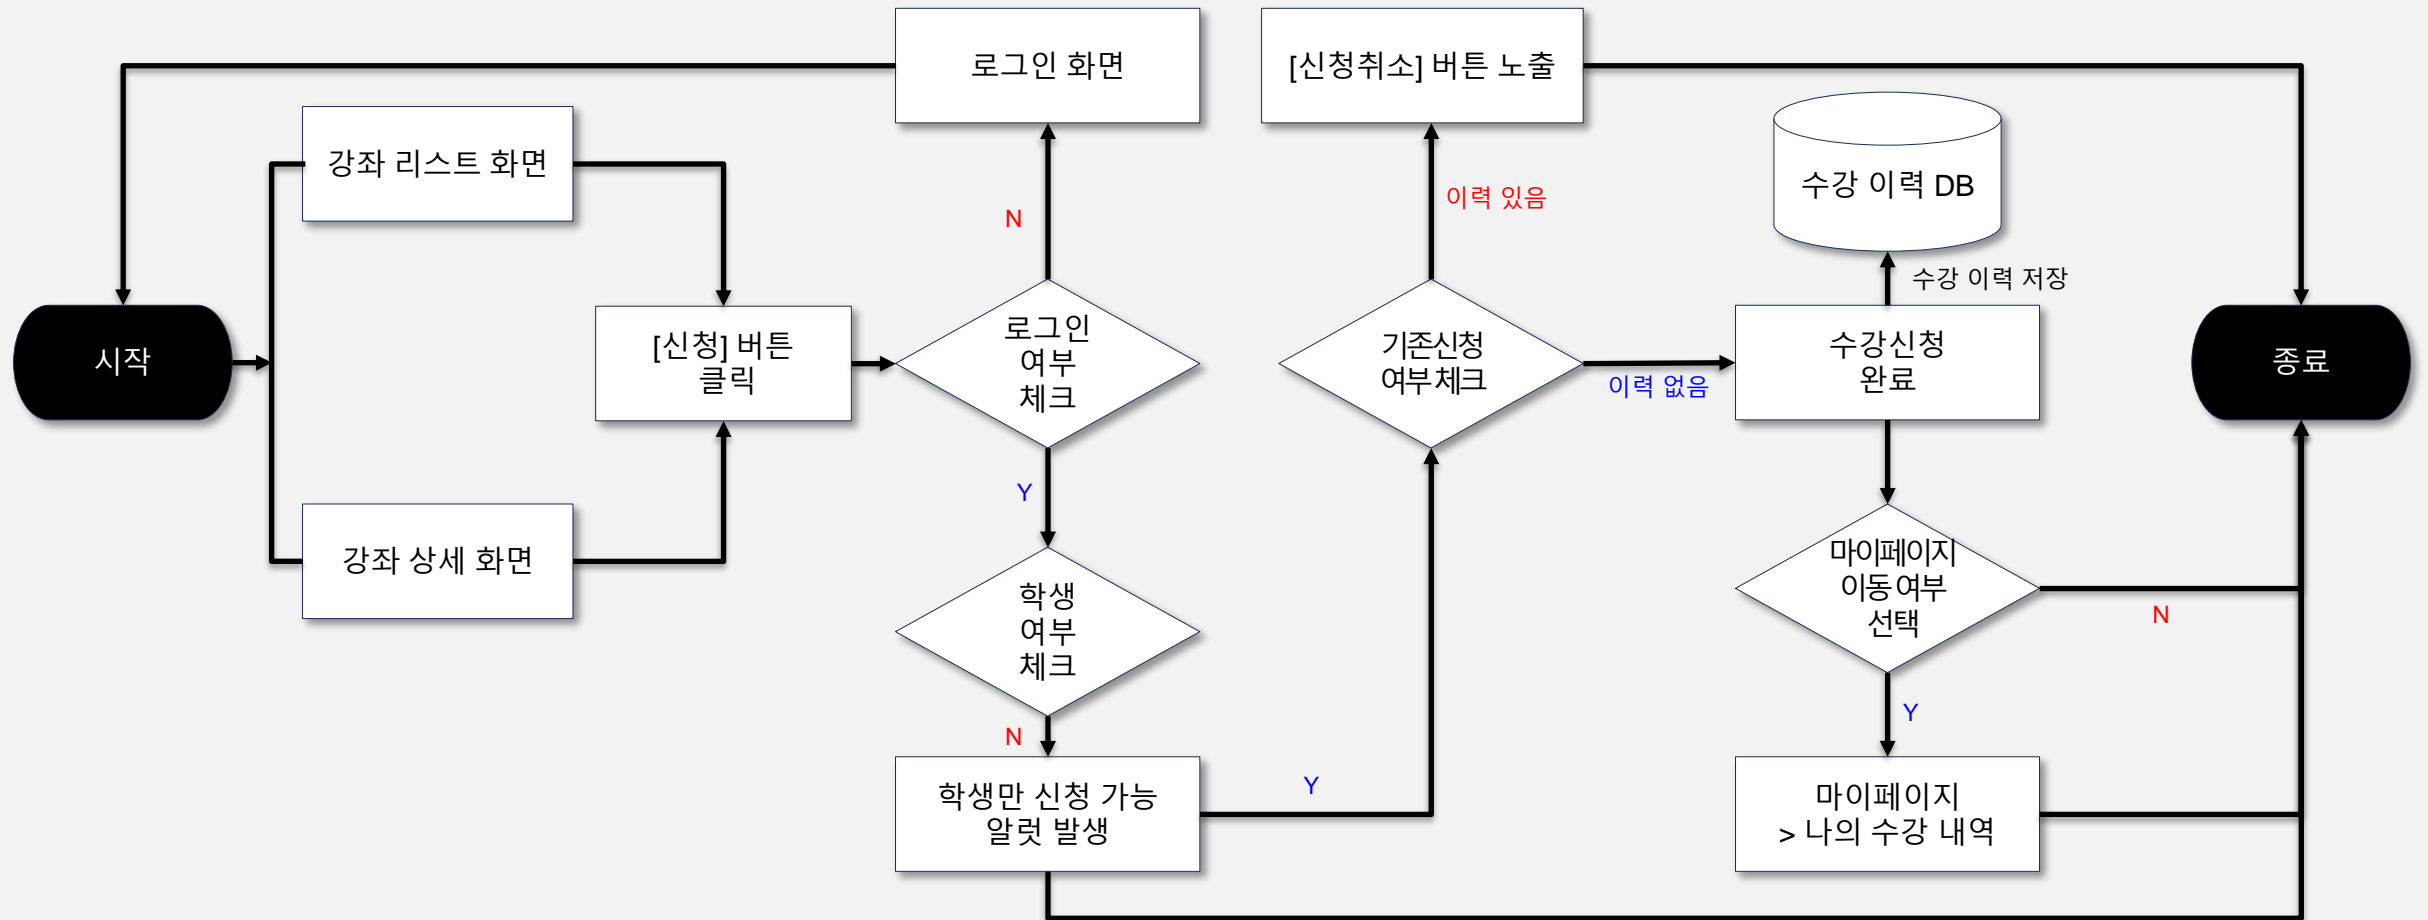 로그인 화면
[신청취소] 버튼 노출
강좌 리스트 화면
수강 이력 DB
이력 있음
N
수강 이력 저장
시작
[신청] 버튼
클릭
로그인
여부
체크
기존신청
여부 체크
이력 없음
수강신청
완료
종료
Y
강좌 상세 화면
학생
여부
체크
마이페이지
이동 여부
선택
N
N
Y
Y
학생만 신청 가능
알럿 발생
마이페이지
> 나의 수강 내역